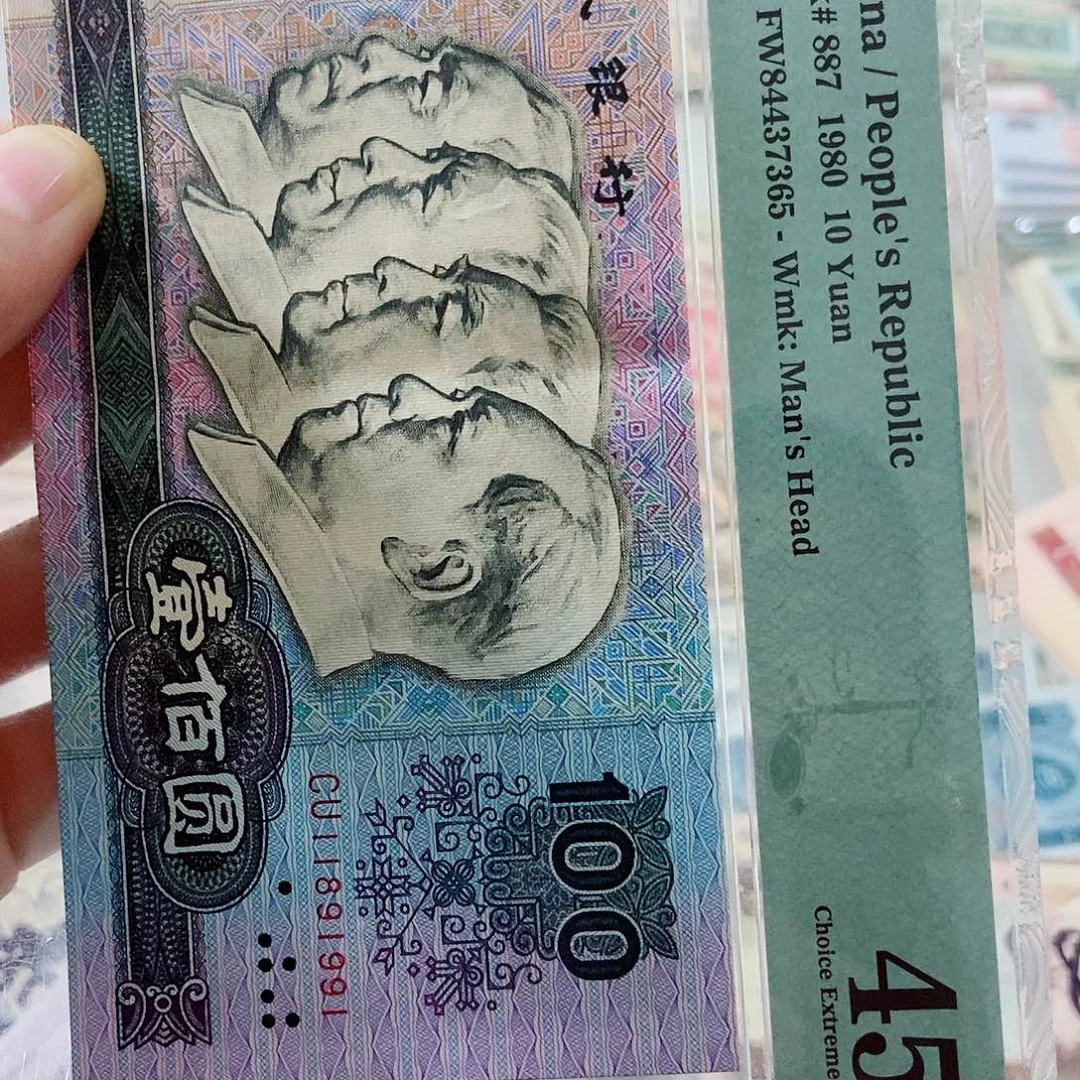 na / People's Republic
k# 887 1980 10 Yuan
FW84437365 - Wmk: Man's Head
45
Choice Extreme
银行
壹佰圆
100
CU11891991